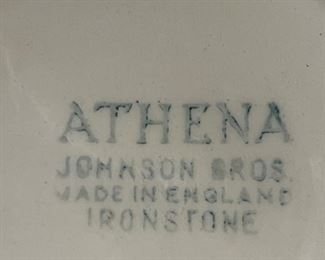 ATHENA
JOHNSON BROS.
MADE IN ENGLAND
IRONSTONE